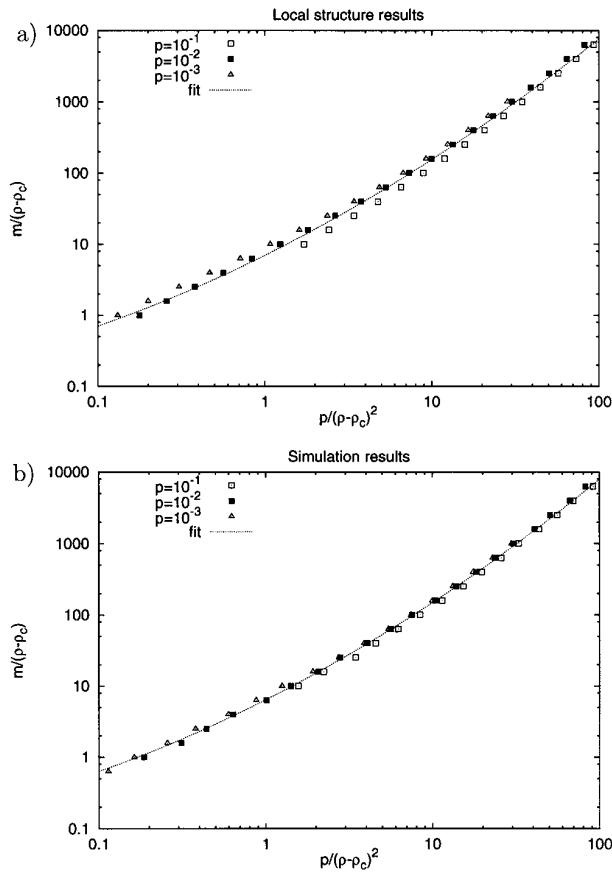 Local structure results
a)
10000
1000
100
10
1
0.1
m/(ρ-ρc)
p=10-1
p=10-2
p=10-3
fit
0.1 1 10 100
p/(ρ-ρc)2
Simulation results
b)
10000
1000
100
10
1
0.1
m/(ρ-ρc)
p=10-1
p=10-2
p=10-3
fit
0.1 1 10 100
p/(ρ-ρc)2